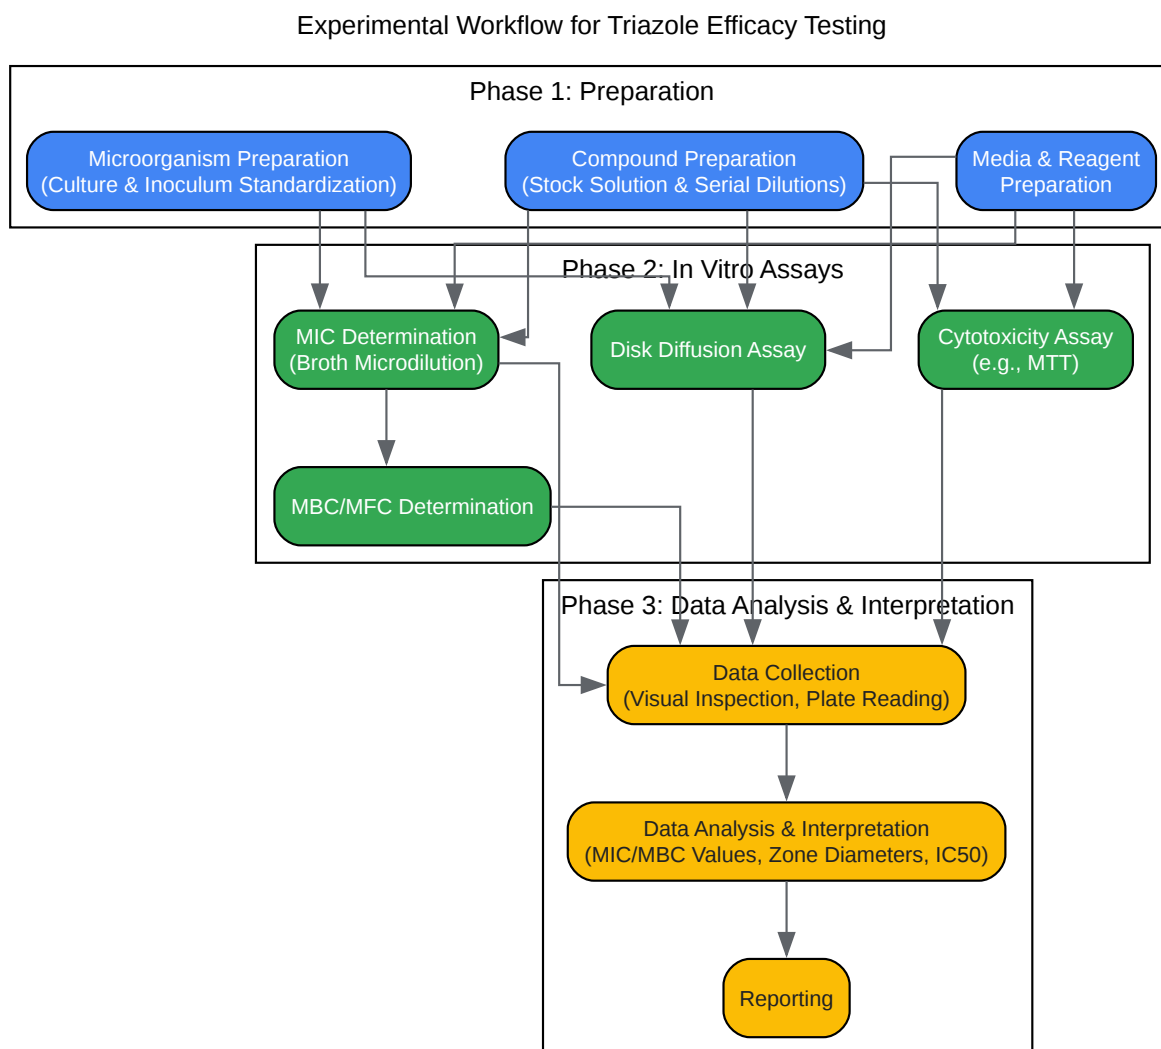 Experimental Workflow for Triazole Efficacy Testing
Phase 1: Preparation
Microorganism Preparation
(Culture & Inoculum Standardization)
Compound Preparation
(Stock Solution & Serial Dilutions)
Media & Reagent
Preparation
Phase 2: In Vitro Assays
MIC Determination
(Broth Microdilution)
Disk Diffusion Assay
Cytotoxicity Assay
(e.g., MTT)
MBC/MFC Determination
Phase 3: Data Analysis & Interpretation
Data Collection
(Visual Inspection, Plate Reading)
Data Analysis & Interpretation
(MIC/MBC Values, Zone Diameters, IC50)
Reporting